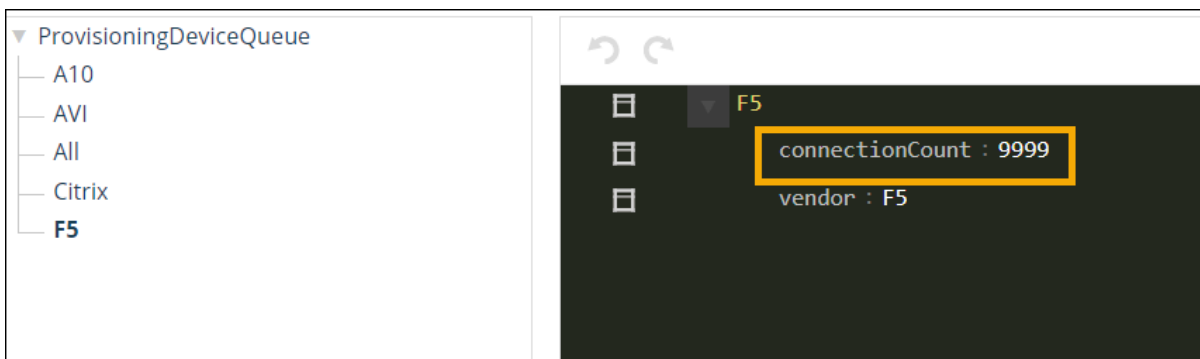 ProvisioningDeviceQueue
A10
AVI
All
Citrix
F5
F5
connectionCount : 9999
vendor : F5